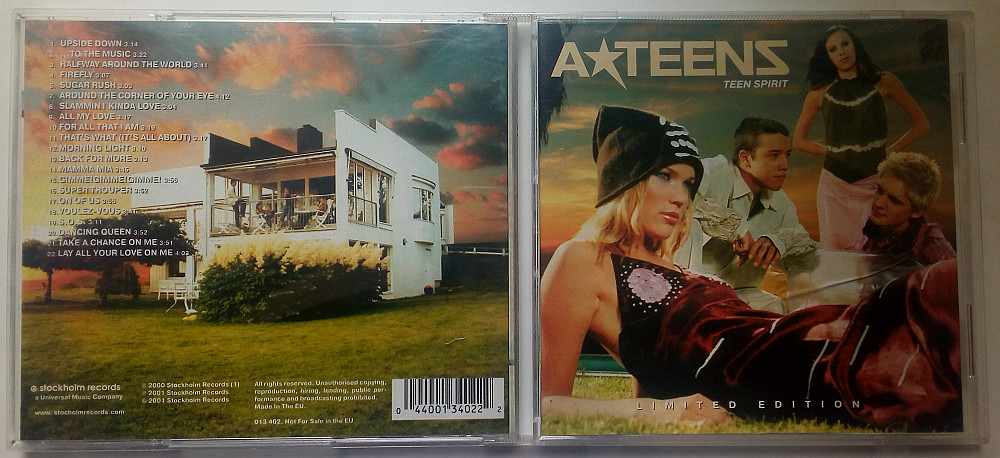 1. UPSIDE DOWN 3.14
2. ...TO THE MUSIC 3.22
3. HALFWAY AROUND THE WORLD 3.41
4. FIREFLY 3.07
5. SUGAR RUSH 3.03
7. AROUND THE CORNER OF YOUR EYE 4.12
8. SLAMMIN1 KINDA LOVE 3.04
9. ALL MY LOVE 3.17
10. FOR ALL THAT I AM 3.19
11. THAT'S WHAT (IT'S ALL ABOUT) 3.17
12. MORNING LIGHT 3.10
13. BACK FOR MORE 3.13
14. MAMMA MIA 3.45
15. GIMME!GIMME!GIMME! 3:56
16. SUPER TROUPER 3:52
17. ON OF US 3:56
18. VOULEZ-VOUS
19. S.O.S. 3:11
20. DANCING QUEEN 3:52
21. TAKE A CHANCE ON ME 3:51
22. LAY ALL YOUR LOVE ON ME 4:03
stockholm records
a Universal Music Company
www.stocholmrecords.com
℗ 2000 Stockholm Records (1)
℗ 2001 Stockholm Records
© 2001 Stockholm Records
All rights reserved. Unauthorised copying,
reproduction, hiring, lending, public per-
formance and broadcasting prohibited.
Made In The EU.
013 402. Not For Sale in the EU
0 44001 34022 2
A★TEENS
TEEN SPIRIT
LIMITED EDITION